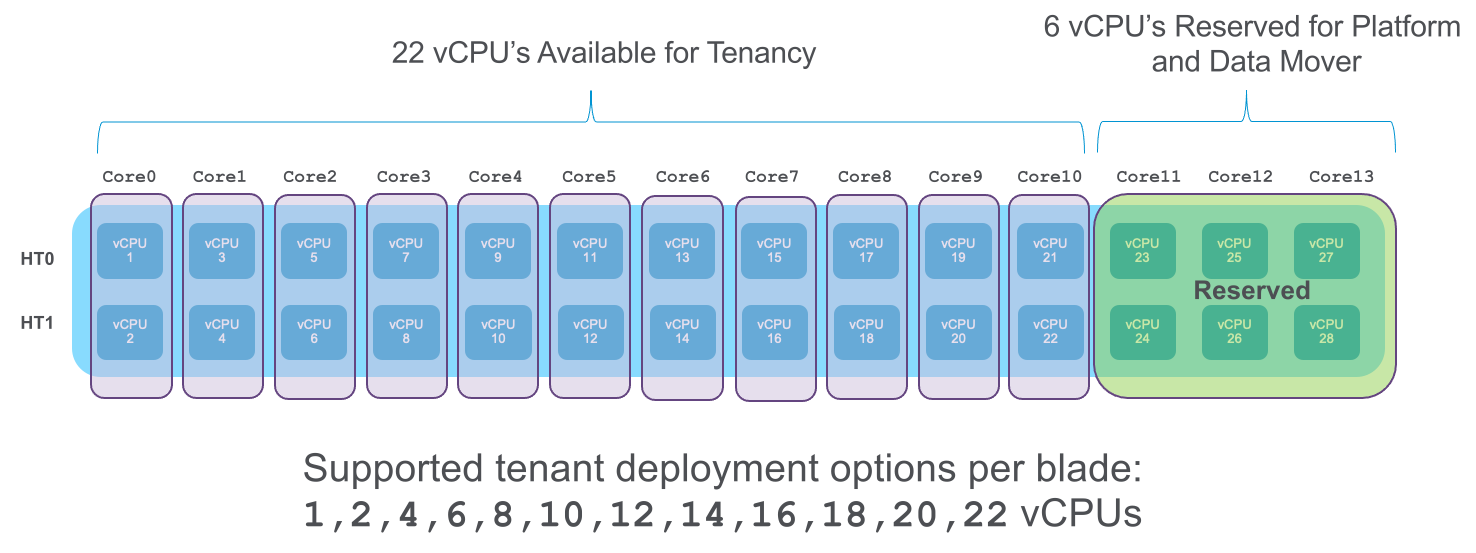 6 vCPU’s Reserved for Platform
and Data Mover
22 vCPU’s Available for Tenancy
Core0 Core1 Core2 Core3 Core4 Core5 Core6 Core7 Core8 Core9 Core10 Core11 Core12 Core13
HT0
vCPU 1
vCPU 3
vCPU 5
vCPU 7
vCPU 9
vCPU 11
vCPU 13
vCPU 15
vCPU 17
vCPU 19
vCPU 21
vCPU 23
vCPU 25
vCPU 27
Reserved
HT1
vCPU 2
vCPU 4
vCPU 6
vCPU 8
vCPU 10
vCPU 12
vCPU 14
vCPU 16
vCPU 18
vCPU 20
vCPU 22
vCPU 24
vCPU 26
vCPU 28
Supported tenant deployment options per blade:
1,2,4,6,8,10,12,14,16,18,20,22 vCPUs